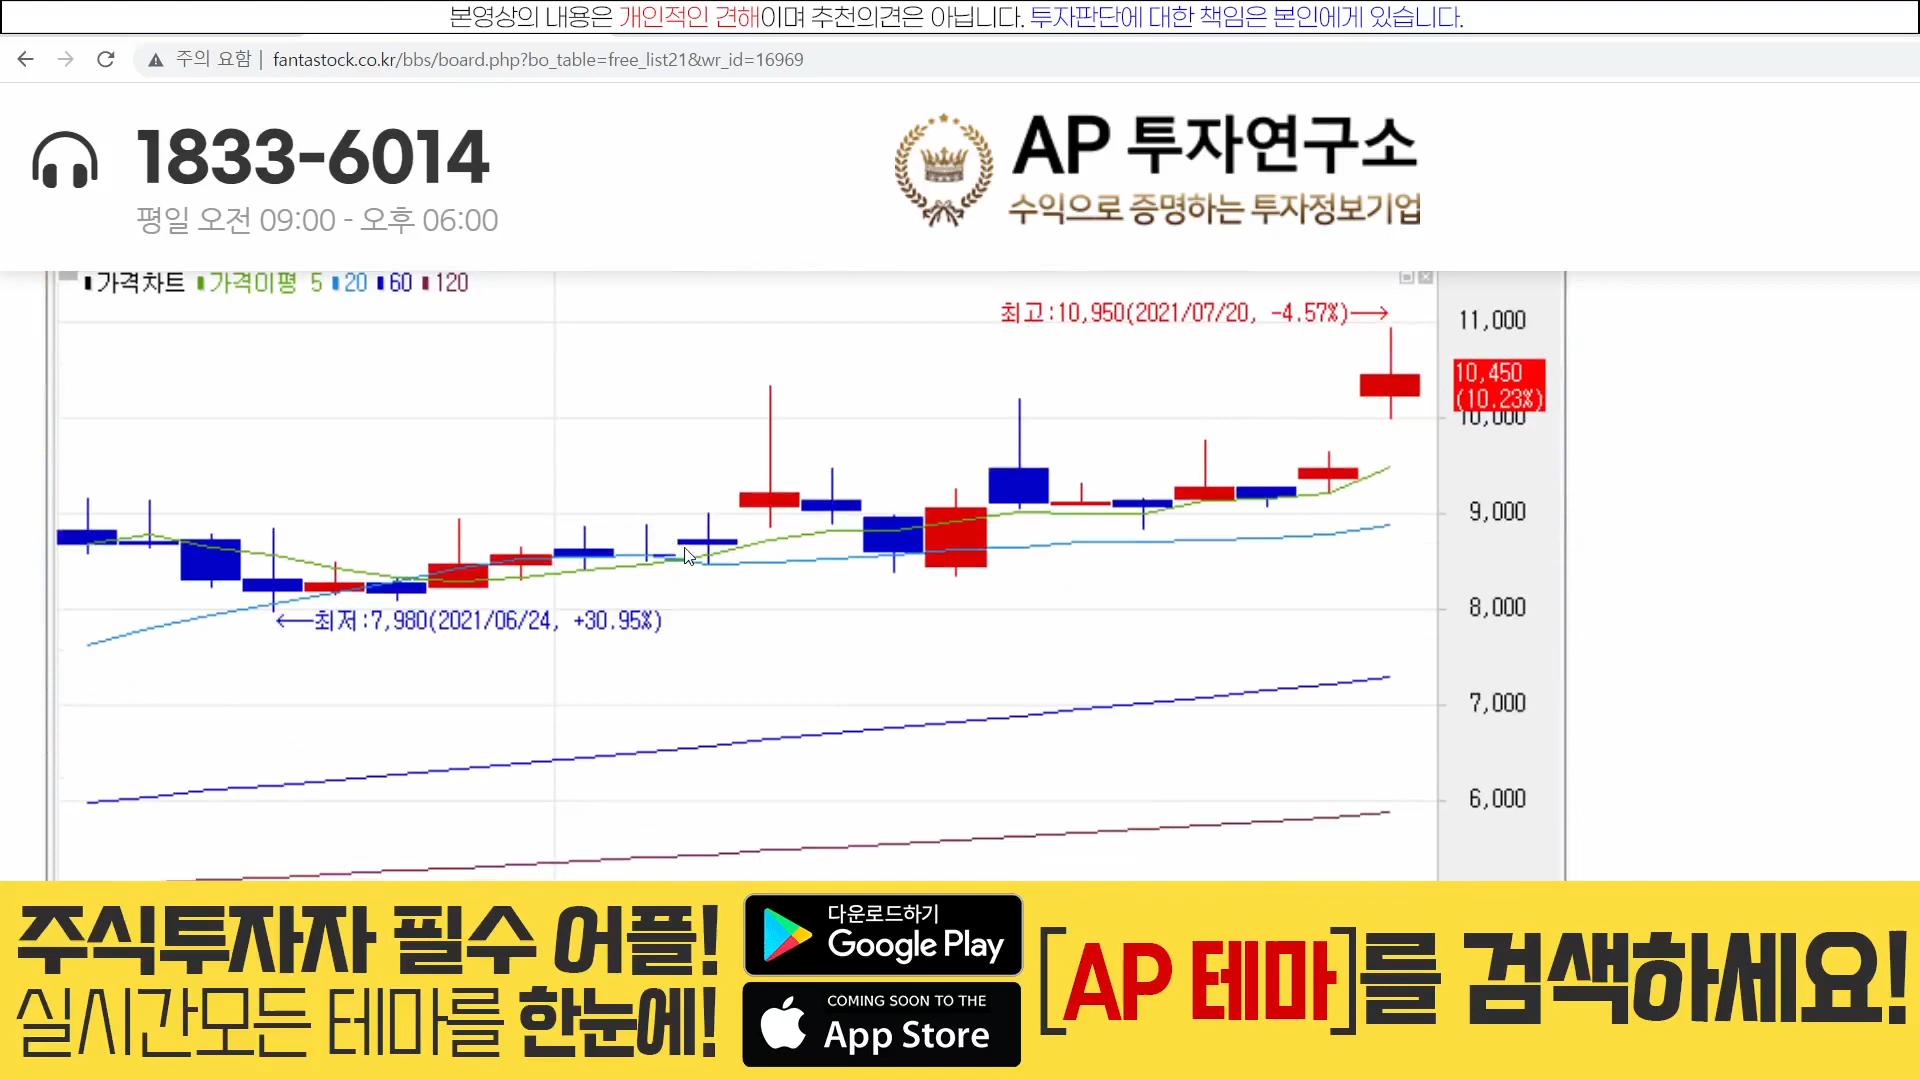 본영상의 내용은 개인적인 견해이며 추천의견은 아닙니다. 투자판단에 대한 책임은 본인에게 있습니다.
주의 요함 | fantastock.co.kr/bbs/board.php?bo_table=free_list21&wr_id=16969
1833-6014
평일 오전 09:00 - 오후 06:00
AP 투자연구소
수익으로 증명하는 투자정보기업
가격차트 가격이평 5 20 60 120
최고:10,950(2021/07/20, -4.57%)
11,000
10,450
(10.23%)
10,000
9,000
8,000
최저:7,980(2021/06/24, +30.95%)
7,000
6,000
주식투자자 필수 어플!
실시간모든 테마를 한눈에!
다운로드하기
Google Play
COMING SOON TO THE
App Store
[AP 테마]를 검색하세요!